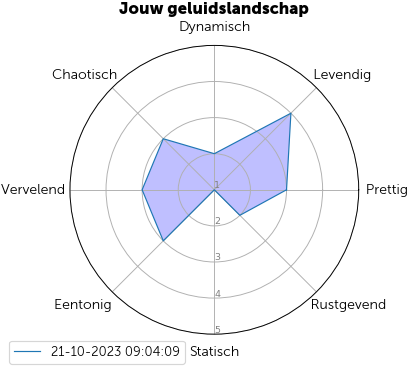 Jouw geluidslandschap
Dynamisch
Chaotisch
Levendig
Vervelend
1
Prettig
2
3
4
Eentonig
Rustgevend
5
21-10-2023 09:04:09
Statisch